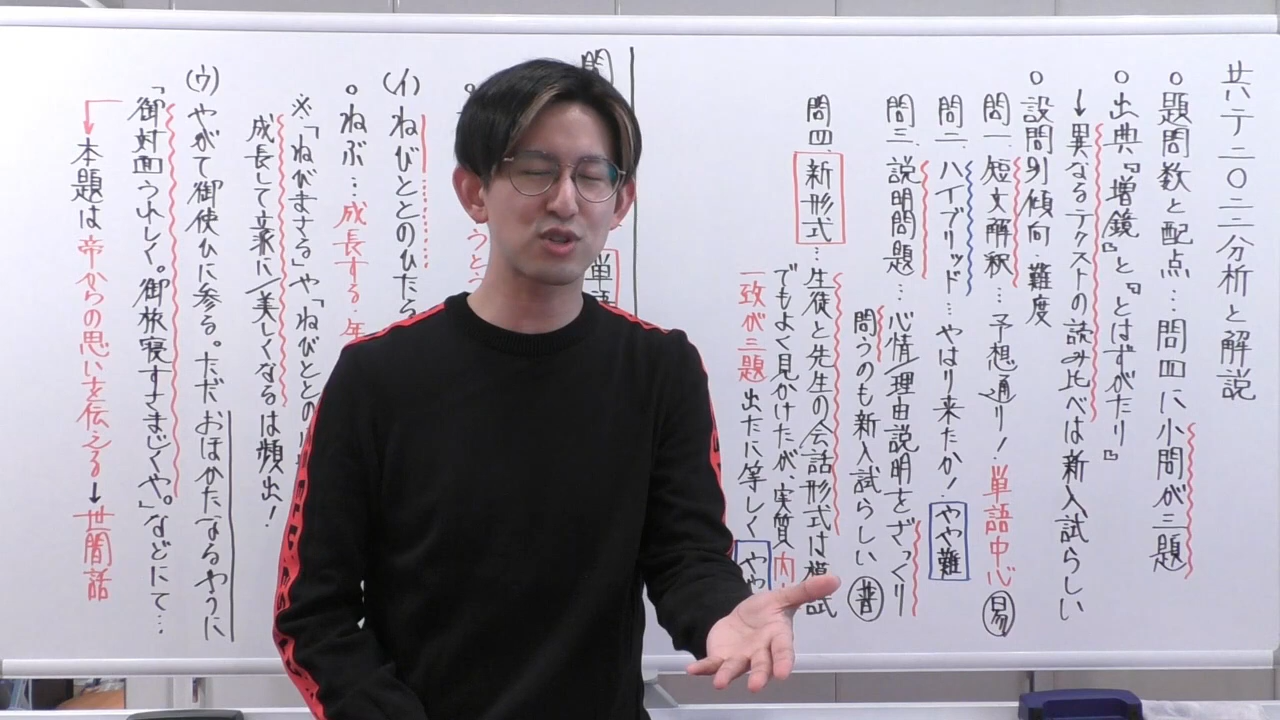 共テ二〇二二分析と解説
○題問数と配点…問四に小問が三題
○出典『増鏡』と『とはずがたり』
→異なるテクストの読み比べは新入試らしい
○設問別傾向・難度
問一、短文解釈…予想通り！単語中心 易
問二、ハイブリッド…やはり来たか！やや難
問三、説明問題…心情/理由説明をざっくり
問うのも新入試らしい 普
問四、新形式…生徒と先生の会話形式は模試
でもよく見かけたが、実質内
一致が三題出たに等しく やや
問
単語
(イ)ねびととのひたる
○ねぶ…成長する・年
※「ねびまさる」や「ねびととの
成長して立派に/美しくなるは頻出！
(ウ)やがて御使ひに参る。ただおほかたなるやうに
「御対面うれしく。御旅寝すさまじくや。」などにて…
→本題は帝からの思いを伝える→世間話